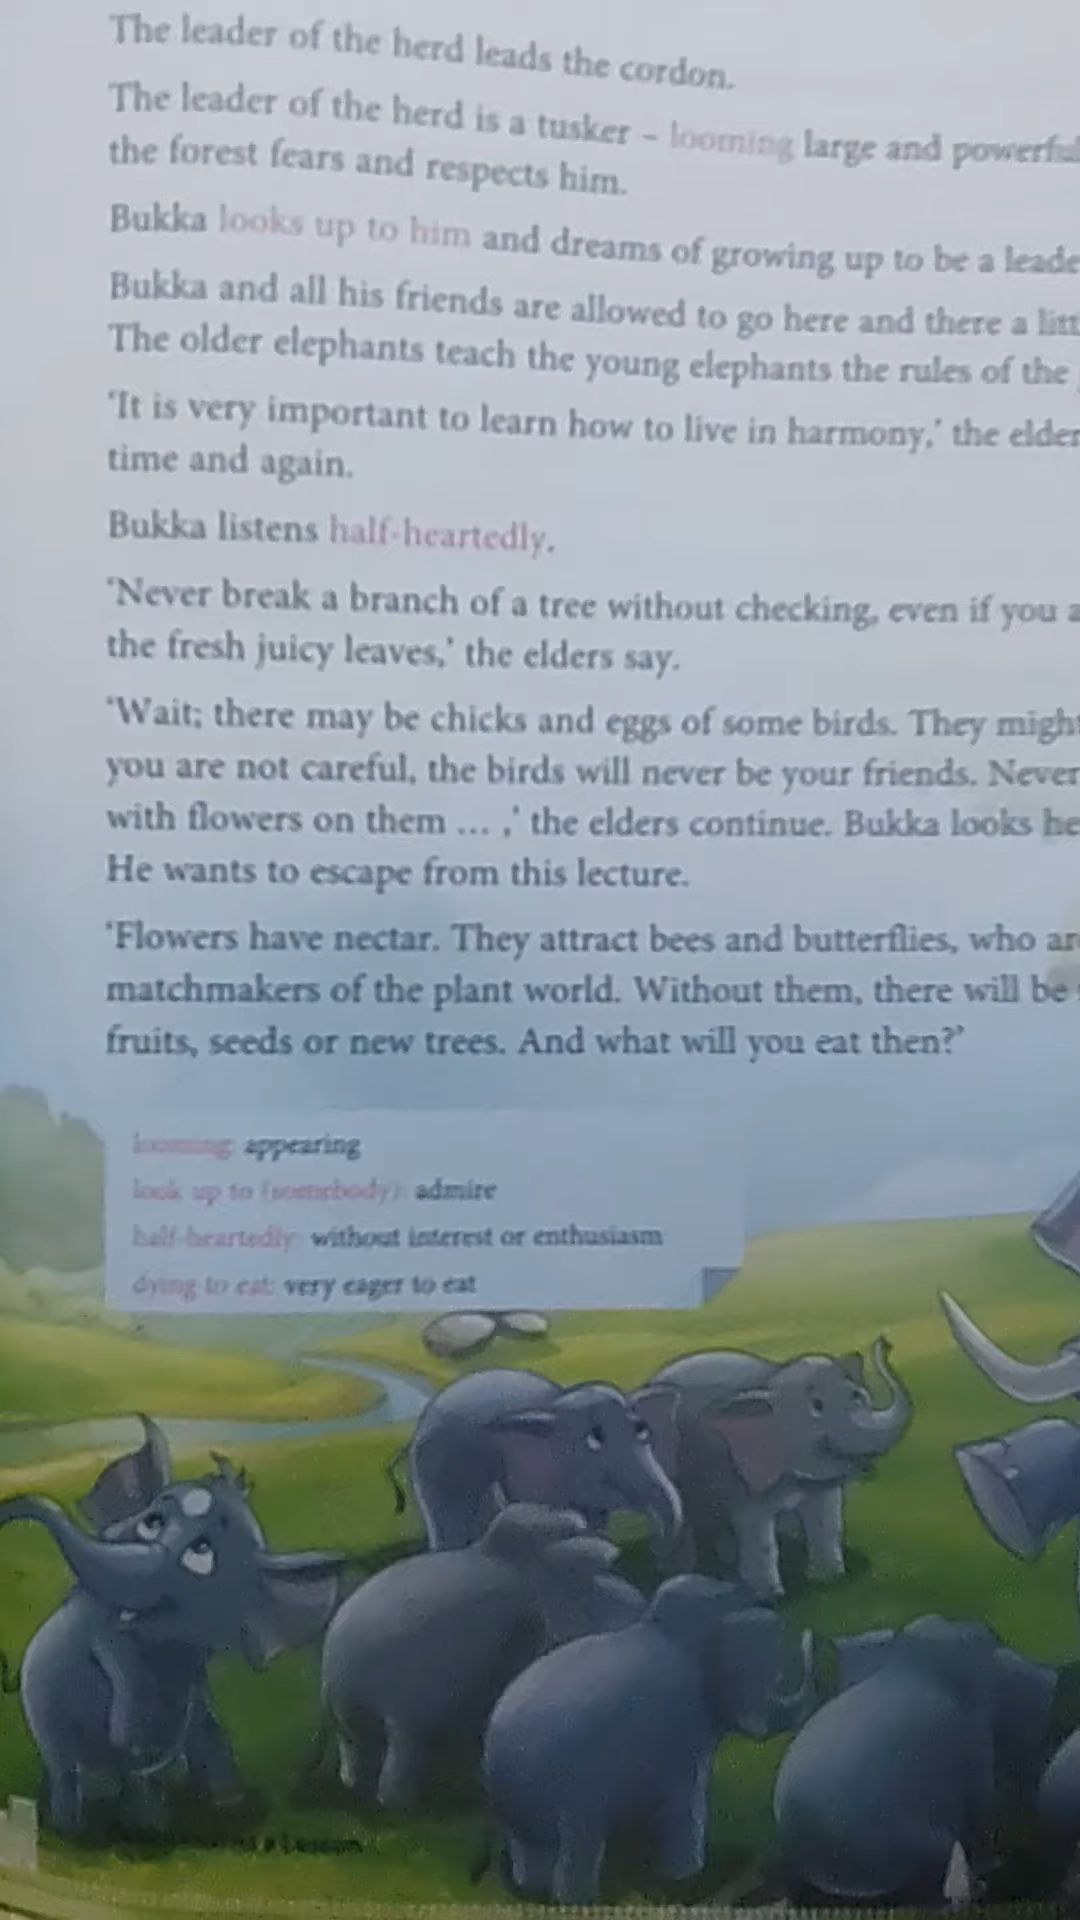 The leader of the herd leads the cordon.
The leader of the herd is a tusker – looming large and powerful
the forest fears and respects him.
Bukka looks up to him and dreams of growing up to be a leade
Bukka and all his friends are allowed to go here and there a litt
The older elephants teach the young elephants the rules of the
'It is very important to learn how to live in harmony,' the elder
time and again.
Bukka listens half-heartedly.
'Never break a branch of a tree without checking, even if you a
the fresh juicy leaves,' the elders say.
'Wait; there may be chicks and eggs of some birds. They might
you are not careful, the birds will never be your friends. Never
with flowers on them ... ,' the elders continue. Bukka looks he
He wants to escape from this lecture.
'Flowers have nectar. They attract bees and butterflies, who ar
matchmakers of the plant world. Without them, there will be
fruits, seeds or new trees. And what will you eat then?'
looming: appearing
look up to (somebody): admire
half-heartedly: without interest or enthusiasm
dying to eat: very eager to eat
a Lesson